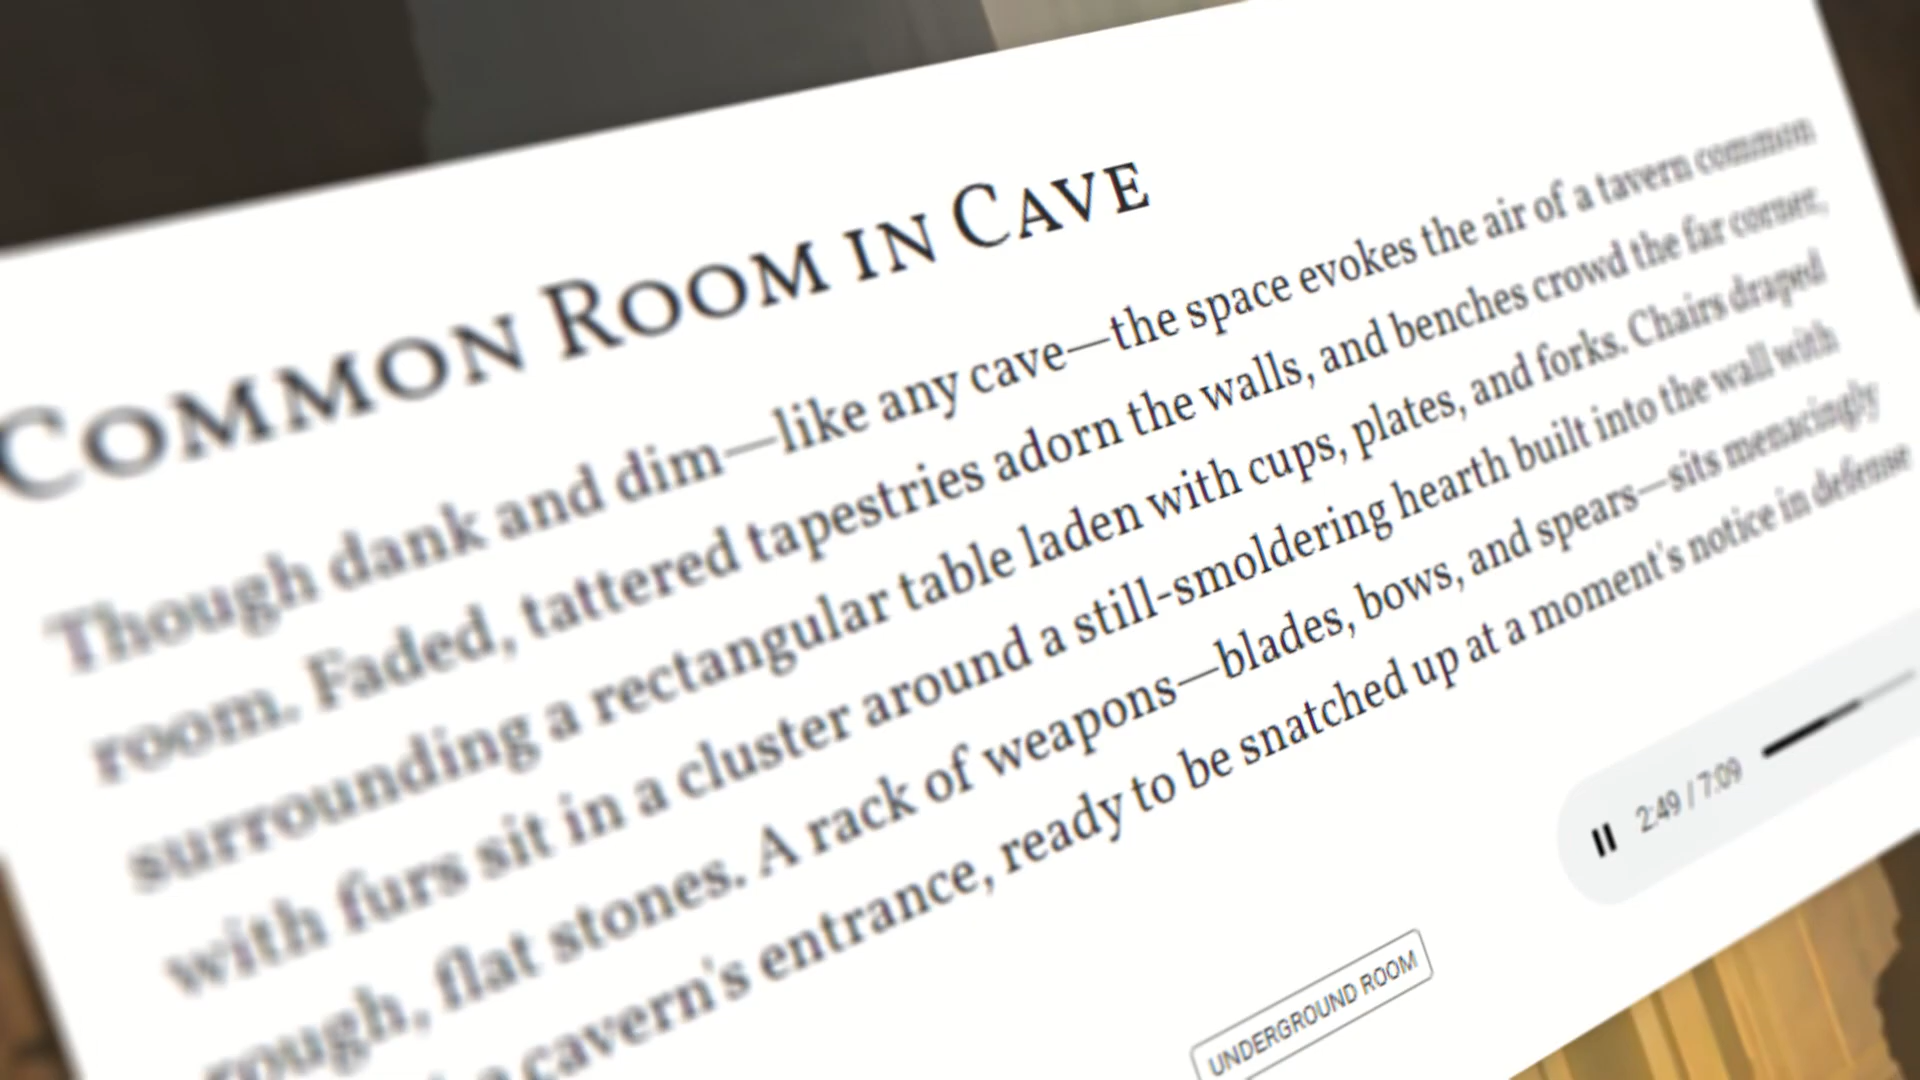 Common Room in Cave
Though dank and dim—like any cave—the space evokes the air of a tavern common
room. Faded, tattered tapestries adorn the walls, and benches crowd the far corner,
surrounding a rectangular table laden with cups, plates, and forks. Chairs draped
with furs sit in a cluster around a still-smoldering hearth built into the wall with
rough, flat stones. A rack of weapons—blades, bows, and spears—sits menacingly
a cavern's entrance, ready to be snatched up at a moment's notice in defense
2:49 / 7:09
UNDERGROUND ROOM